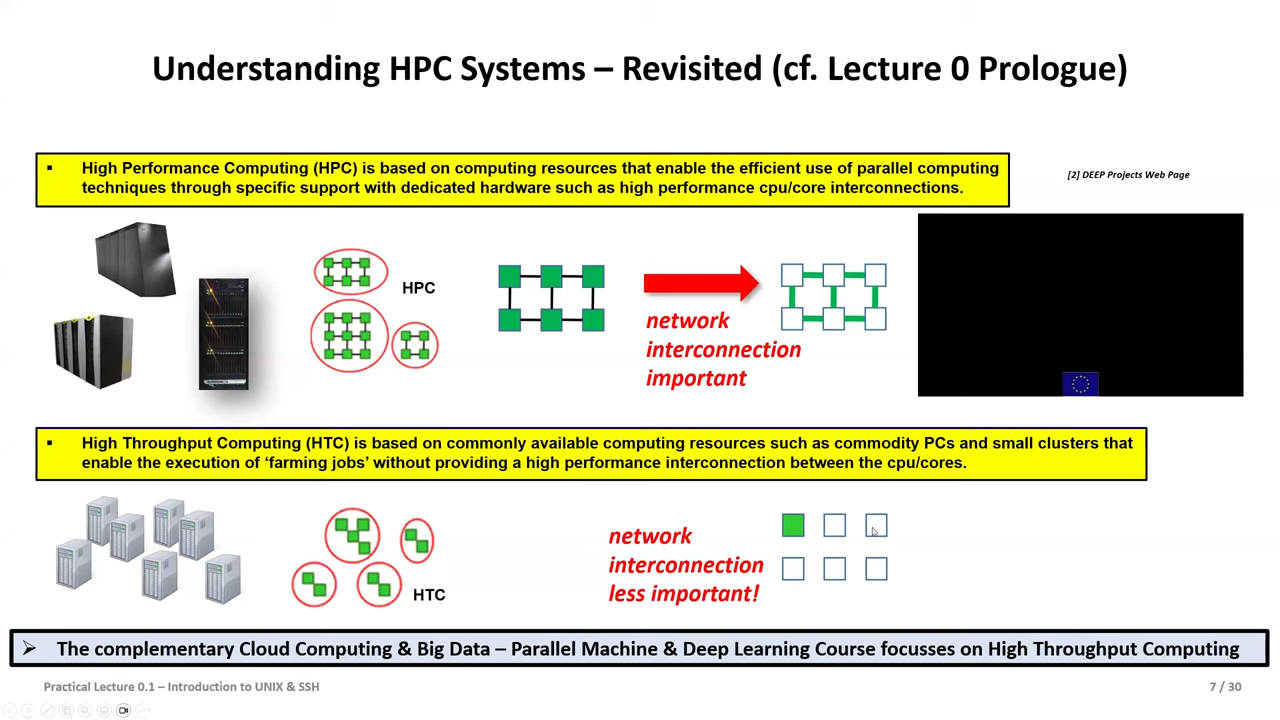 Understanding HPC Systems – Revisited (cf. Lecture 0 Prologue)
▪ High Performance Computing (HPC) is based on computing resources that enable the efficient use of parallel computing
techniques through specific support with dedicated hardware such as high performance cpu/core interconnections.
[2] DEEP Projects Web Page
HPC
network
interconnection
important
▪ High Throughput Computing (HTC) is based on commonly available computing resources such as commodity PCs and small clusters that
enable the execution of ‘farming jobs’ without providing a high performance interconnection between the cpu/cores.
HTC
network
interconnection
less important!
➢ The complementary Cloud Computing & Big Data – Parallel Machine & Deep Learning Course focusses on High Throughput Computing
Practical Lecture 0.1 – Introduction to UNIX & SSH
7 / 30